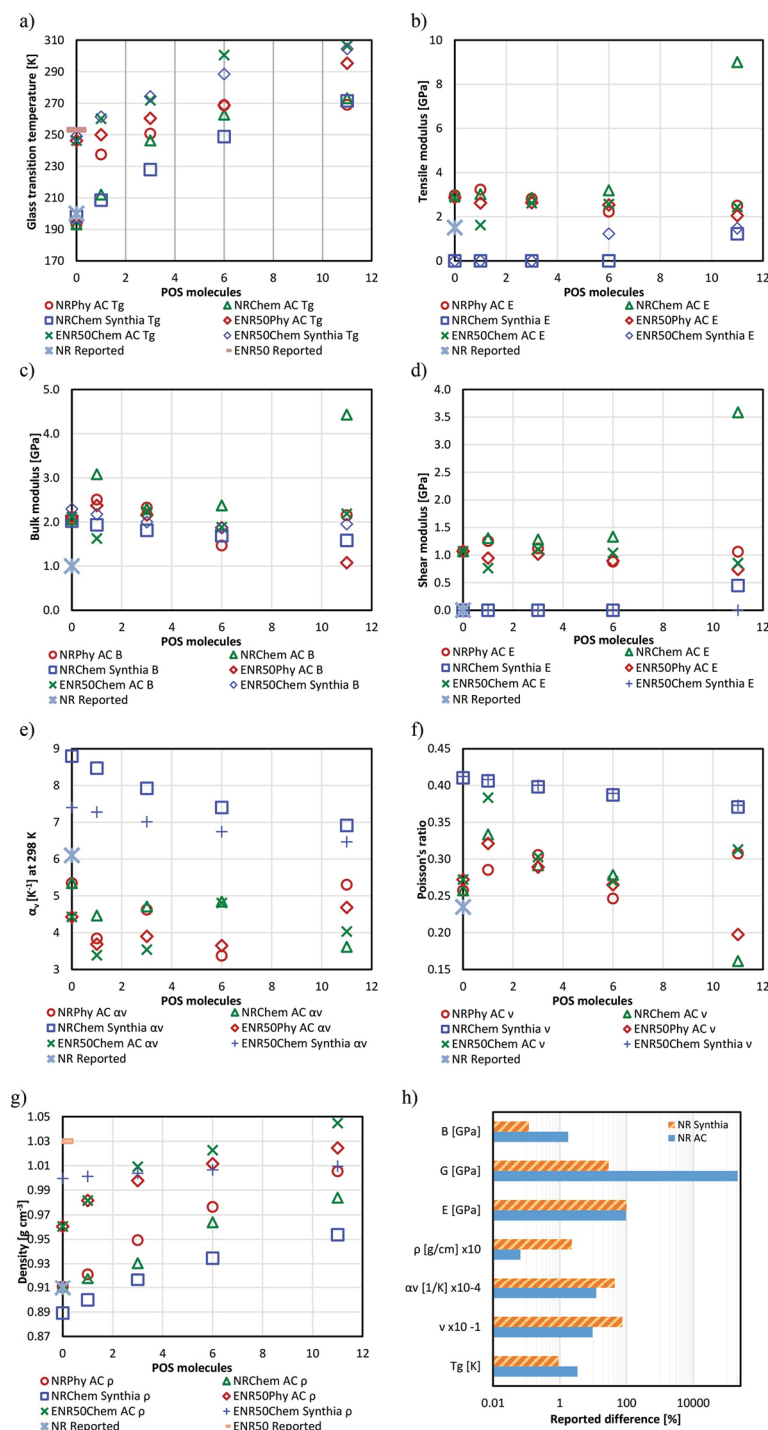 a)
Glass transition temperature [K]
310
290
270
250
230
210
190
170
0 2 4 6 8 10 12
POS molecules
NRPhy AC Tg
NRChem AC Tg
NRChem Synthia Tg
ENR50Phy AC Tg
ENR50Chem AC Tg
ENR50Chem Synthia Tg
NR Reported
ENR50 Reported
b)
Tensile modulus [GPa]
10
8
6
4
2
0
0 2 4 6 8 10 12
POS molecules
NRPhy AC E
NRChem AC E
NRChem Synthia E
ENR50Phy AC E
ENR50Chem AC E
ENR50Chem Synthia E
NR Reported
c)
Bulk modulus [GPa]
5.0
4.0
3.0
2.0
1.0
0.0
0 2 4 6 8 10 12
POS molecules
NRPhy AC B
NRChem AC B
NRChem Synthia B
ENR50Phy AC B
ENR50Chem AC B
ENR50Chem Synthia B
NR Reported
d)
Shear modulus [GPa]
4.0
3.5
3.0
2.5
2.0
1.5
1.0
0.5
0.0
0 2 4 6 8 10 12
POS molecules
NRPhy AC E
NRChem AC E
NRChem Synthia E
ENR50Phy AC E
ENR50Chem AC E
ENR50Chem Synthia E
NR Reported
e)
αv [K-1] at 298 K
9
8
7
6
5
4
3
0 2 4 6 8 10 12
POS molecules
NRPhy AC αv
NRChem AC αv
NRChem Synthia αv
ENR50Phy AC αv
ENR50Chem AC αv
ENR50Chem Synthia αv
NR Reported
f)
Poisson's ratio
0.45
0.40
0.35
0.30
0.25
0.20
0.15
0 2 4 6 8 10 12
POS molecules
NRPhy AC ν
NRChem AC ν
NRChem Synthia ν
ENR50Phy AC ν
ENR50Chem AC ν
ENR50Chem Synthia ν
NR Reported
g)
Density [g cm-3]
1.05
1.03
1.01
0.99
0.97
0.95
0.93
0.91
0.89
0.87
0 2 4 6 8 10 12
POS molecules
NRPhy AC ρ
NRChem AC ρ
NRChem Synthia ρ
ENR50Phy AC ρ
ENR50Chem AC ρ
ENR50Chem Synthia ρ
NR Reported
ENR50 Reported
h)
NR Synthia
NR AC
B [GPa]
G [GPa]
E [GPa]
ρ [g/cm] x10
αv [1/K] x10-4
ν x10 -1
Tg [K]
0.01 1 100 10000
Reported difference [%]